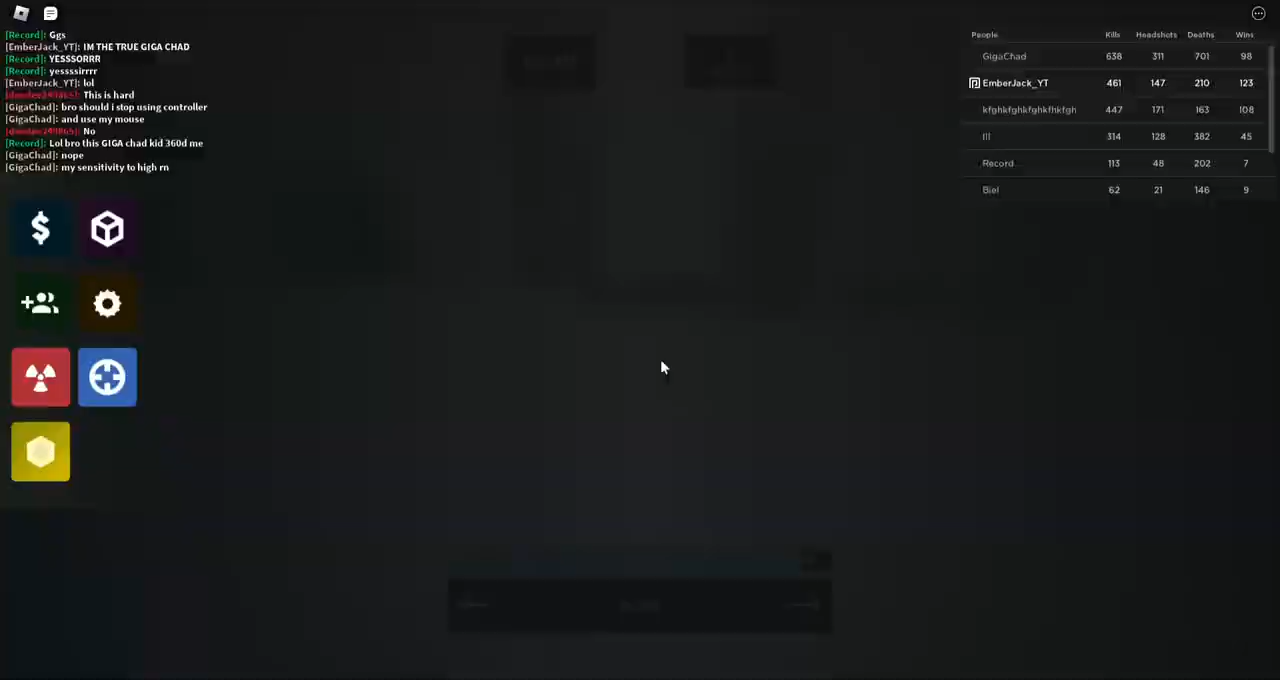 [Record]: Ggs
[EmberJack_YT]: IM THE TRUE GIGA CHAD
[Record]: YESSSORRR
[Record]: yessssirrrr
[EmberJack_YT]: lol
This is hard
[GigaChad]: bro should i stop using controller
[GigaChad]: and use my mouse
No
[Record]: Lol bro this GIGA chad kid 360d me
[GigaChad]: nope
[GigaChad]: my sensitivity to high rn
People Kills Headshots Deaths Wins
GigaChad 638 311 701 98
EmberJack_YT 461 147 210 123
kfghkfghkfghkfhkfgh 447 171 163 108
314 128 382 45
Record 113 48 202 7
Biel 62 21 146 9